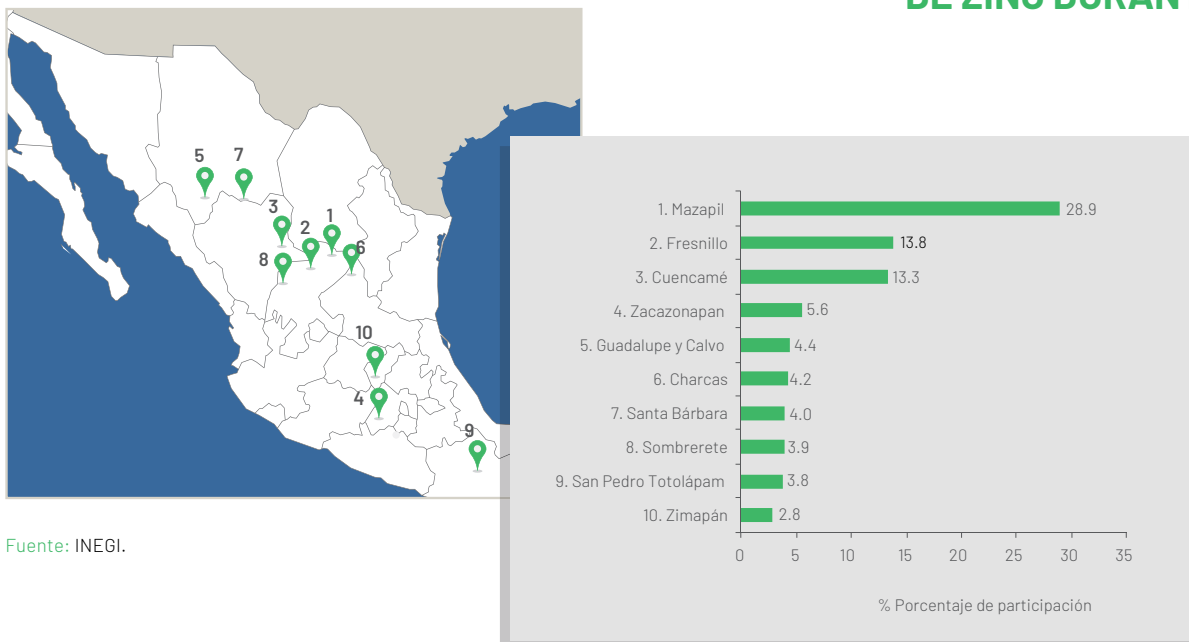 5
7
3
1
2
6
8
10
4
9
1. Mazapil 28.9
2. Fresnillo 13.8
3. Cuencamé 13.3
4. Zacazonapan 5.6
5. Guadalupe y Calvo 4.4
6. Charcas 4.2
7. Santa Bárbara 4.0
8. Sombrerete 3.9
9. San Pedro Totolápam 3.8
10. Zimapán 2.8
0 5 10 15 20 25 30 35
% Porcentaje de participación
Fuente: INEGI.